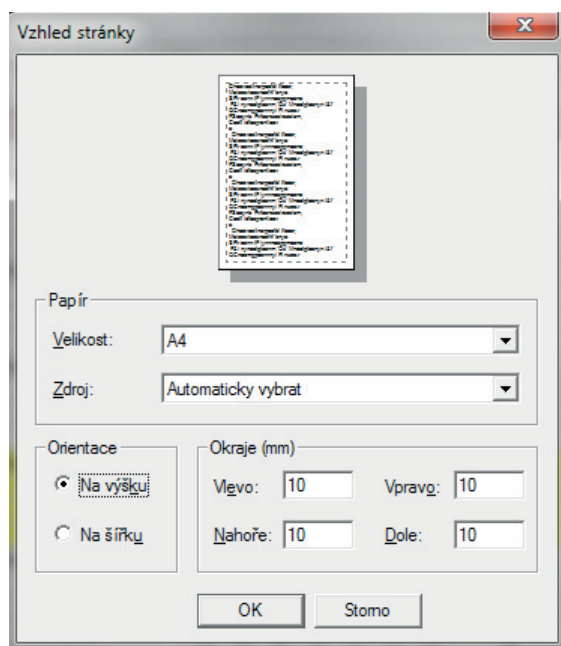 Vzhled stránky
Papír
Velikost: A4
Zdroj: Automaticky vybrat
Orientace
Na výšku
Na šířku
Okraje (mm)
Vlevo: 10 Vpravo: 10
Nahoře: 10 Dole: 10
OK Storno